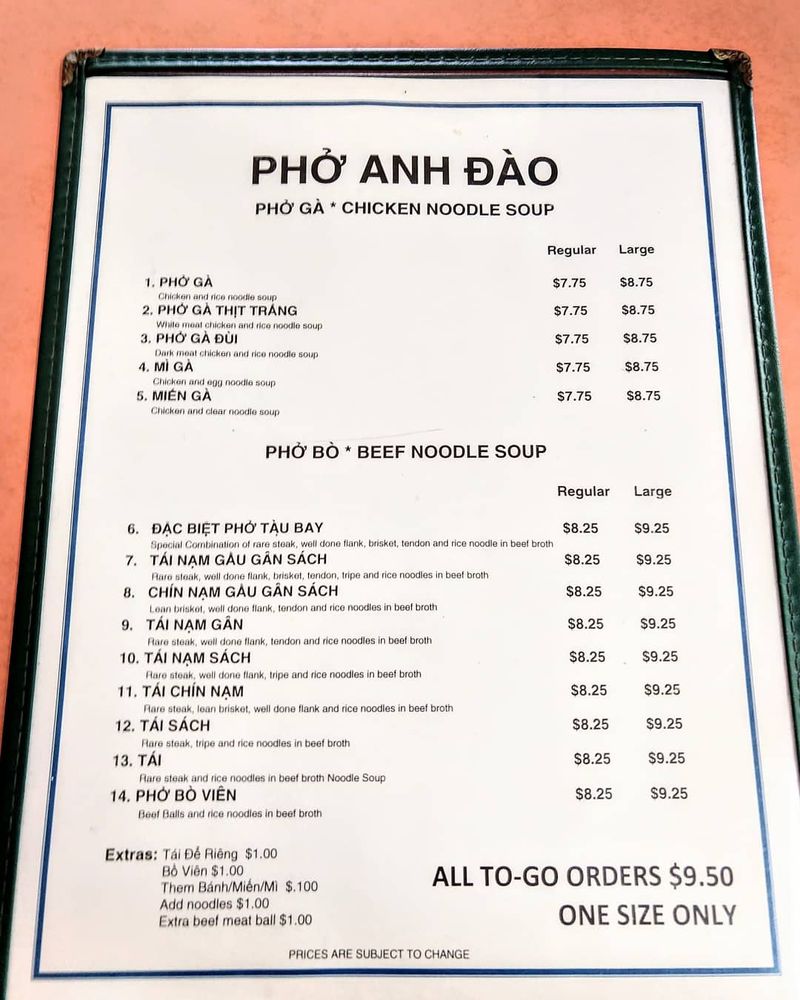 PHỞ ANH ĐÀO
PHỞ GÀ * CHICKEN NOODLE SOUP
Regular Large
1. PHỞ GÀ $7.75 $8.75
Chicken and rice noodle soup
2. PHỞ GÀ THỊT TRẮNG $7.75 $8.75
White meat chicken and rice noodle soup
3. PHỞ GÀ ĐÙI $7.75 $8.75
Dark meat chicken and rice noodle soup
4. MÌ GÀ $7.75 $8.75
Chicken and egg noodle soup
5. MIẾN GÀ $7.75 $8.75
Chicken and clear noodle soup
PHỞ BÒ * BEEF NOODLE SOUP
Regular Large
6. ĐẶC BIỆT PHỞ TÀU BAY $8.25 $9.25
Special Combination of rare steak, well done flank, brisket, tendon and rice noodle in beef broth
7. TÁI NẠM GẦU GÂN SÁCH $8.25 $9.25
Rare steak, well done flank, brisket, tendon, tripe and rice noodles in beef broth
8. CHÍN NẠM GẦU GÂN SÁCH $8.25 $9.25
Lean brisket, well done flank, tendon and rice noodles in beef broth
9. TÁI NẠM GÂN $8.25 $9.25
Rare steak, well done flank, tendon and rice noodles in beef broth
10. TÁI NẠM SÁCH $8.25 $9.25
Rare steak, well done flank, tripe and rice noodles in beef broth
11. TÁI CHÍN NẠM $8.25 $9.25
Rare steak, lean brisket, well done flank and rice noodles in beef broth
12. TÁI SÁCH $8.25 $9.25
Rare steak, tripe and rice noodles in beef broth
13. TÁI $8.25 $9.25
Rare steak and rice noodles in beef broth Noodle Soup
14. PHỞ BÒ VIÊN $8.25 $9.25
Beef Balls and rice noodles in beef broth
Extras: Tái Để Riêng $1.00
Bò Viên $1.00
Them Bánh/Miến/Mì $.100
Add noodles $1.00
Extra beef meat ball $1.00
ALL TO-GO ORDERS $9.50
ONE SIZE ONLY
PRICES ARE SUBJECT TO CHANGE